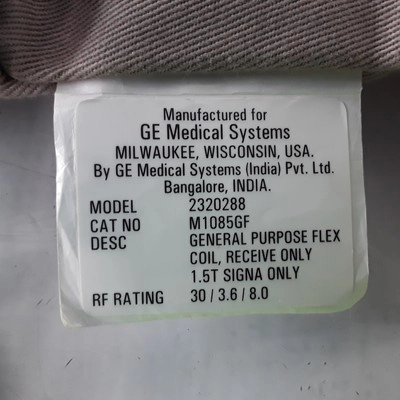 Manufactured for
GE Medical Systems
MILWAUKEE, WISCONSIN, USA.
By GE Medical Systems (India) Pvt. Ltd.
Bangalore, INDIA.
MODEL 2320288
CAT NO M1085GF
DESC GENERAL PURPOSE FLEX
COIL, RECEIVE ONLY
1.5T SIGNA ONLY
RF RATING 30 / 3.6 / 8.0